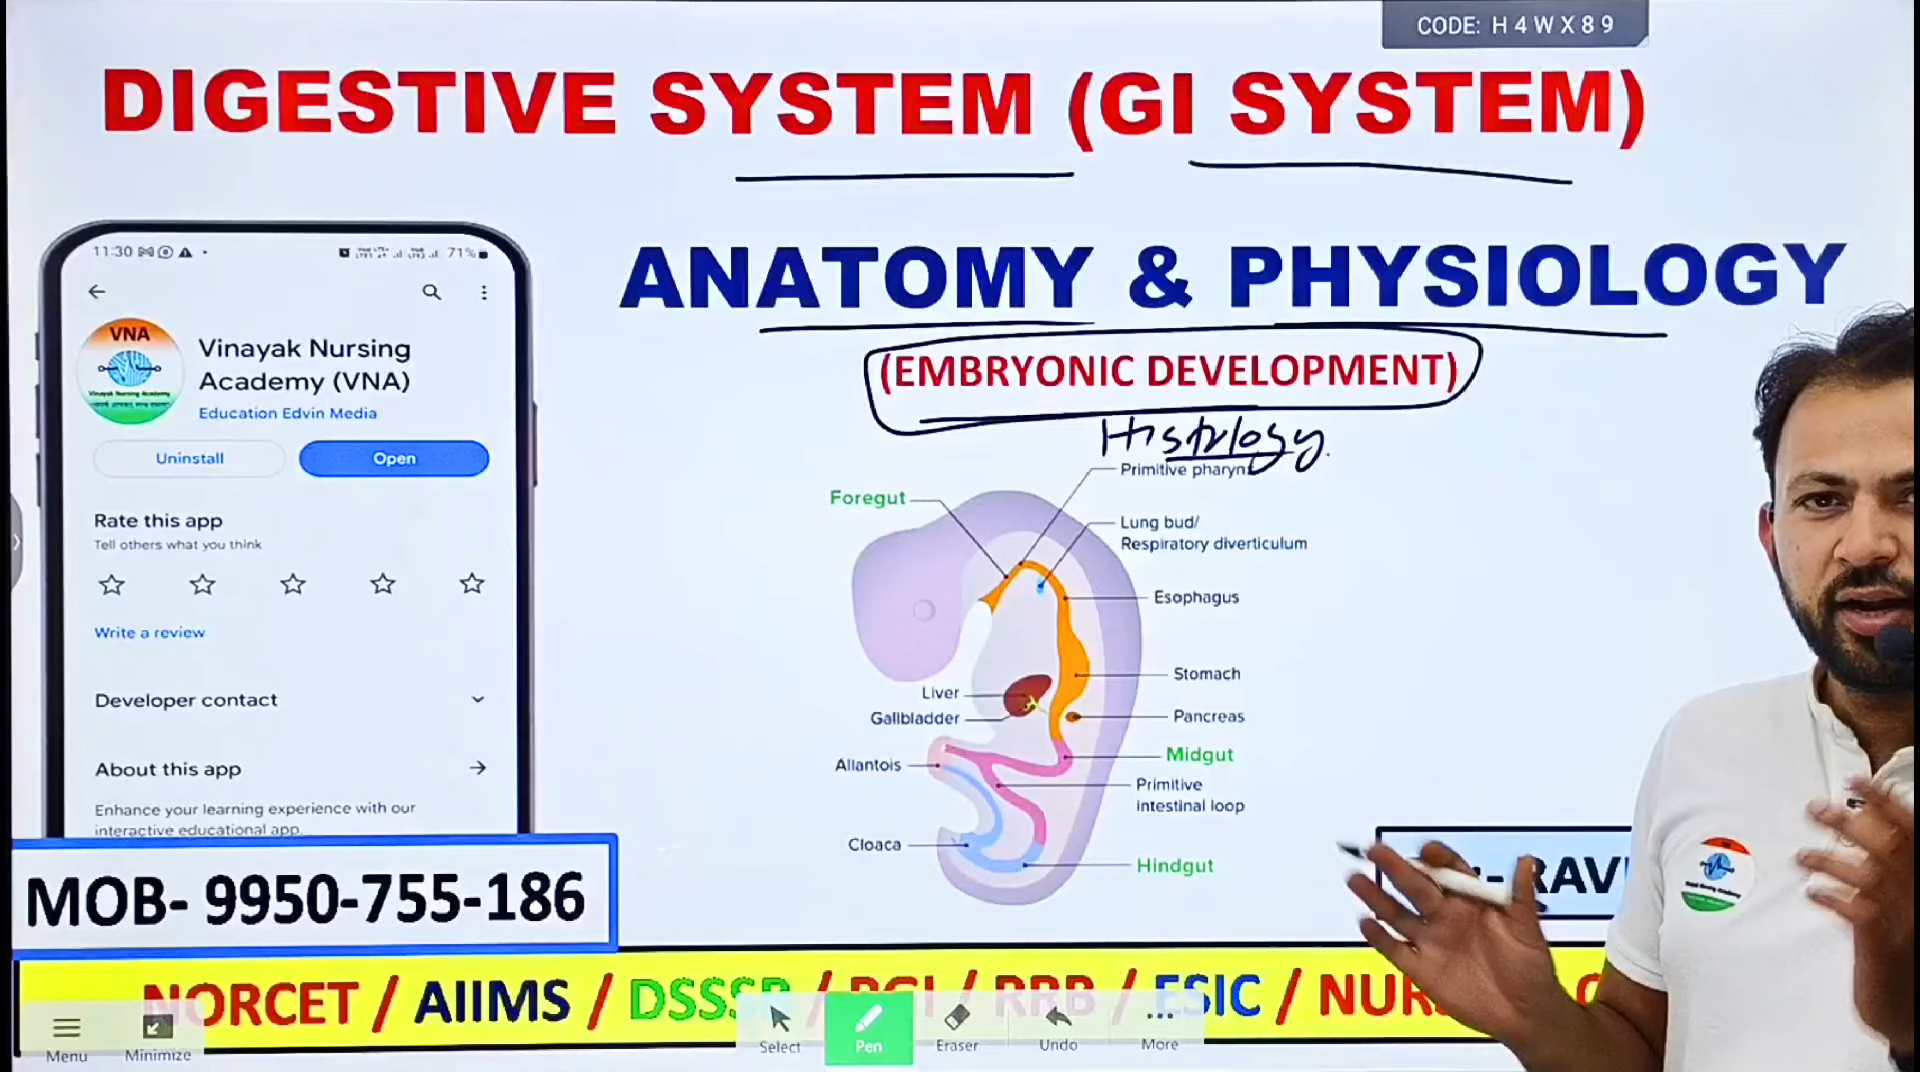 CODE: H4WX89
DIGESTIVE SYSTEM (GI SYSTEM)
ANATOMY & PHYSIOLOGY
(EMBRYONIC DEVELOPMENT)
Histology
11:30
71%
VNA
Vinayak Nursing
Academy (VNA)
Education Edvin Media
Uninstall
Open
Rate this app
Tell others what you think
Write a review
Developer contact
About this app
Enhance your learning experience with our
interactive educational app.
Foregut
Primitive pharyn
Lung bud/
Respiratory diverticulum
Esophagus
Stomach
Liver
Gallbladder
Pancreas
Midgut
Allantois
Primitive
intestinal loop
Cloaca
Hindgut
MOB- 9950-755-186
:- RAVI
NORCET / AIIMS / DSSSB / PGI / RRB / ESIC / NUR
Menu
Minimize
Select
Pen
Eraser
Undo
More